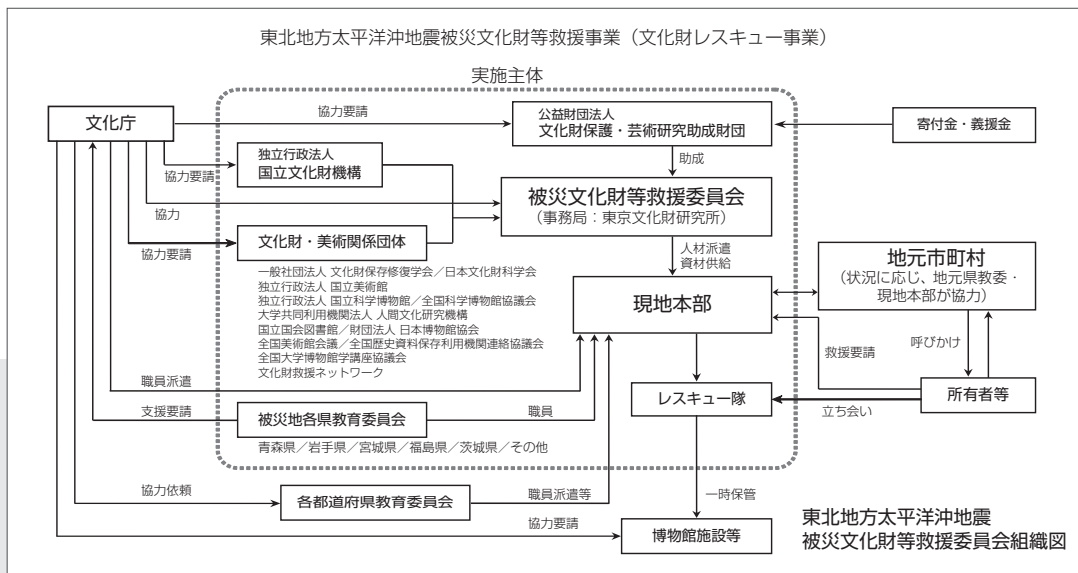 東北地方太平洋沖地震被災文化財等救援事業（文化財レスキュー事業）
実施主体
文化庁
協力要請
公益財団法人
文化財保護・芸術研究助成財団
寄付金・義援金
独立行政法人
国立文化財機構
協力要請
助成
被災文化財等救援委員会
（事務局：東京文化財研究所）
協力
文化財・美術関係団体
協力要請
人材派遣
資材供給
一般社団法人 文化財保存修復学会／日本文化財科学会
独立行政法人 国立美術館
独立行政法人 国立科学博物館／全国科学博物館協議会
大学共同利用機関法人 人間文化研究機構
国立国会図書館／財団法人 日本博物館協会
全国美術館会議／全国歴史資料保存利用機関連絡協議会
全国大学博物館学講座協議会
文化財救援ネットワーク
現地本部
地元市町村
（状況に応じ、地元県教委・
現地本部が協力）
救援要請
呼びかけ
職員派遣
レスキュー隊
所有者等
立ち会い
支援要請
被災地各県教育委員会
職員
青森県／岩手県／宮城県／福島県／茨城県／その他
協力依頼
各都道府県教育委員会
職員派遣等
一時保管
協力要請
博物館施設等
東北地方太平洋沖地震
被災文化財等救援委員会組織図